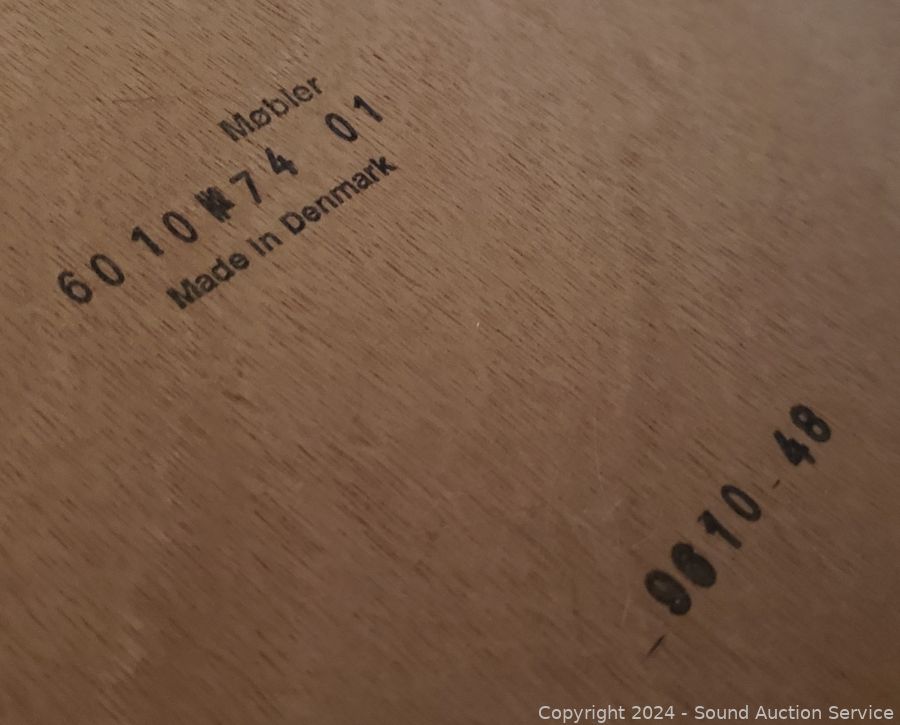 Møbler
60 10 74 01
Made in Denmark
9610-48
Copyright 2024 - Sound Auction Service